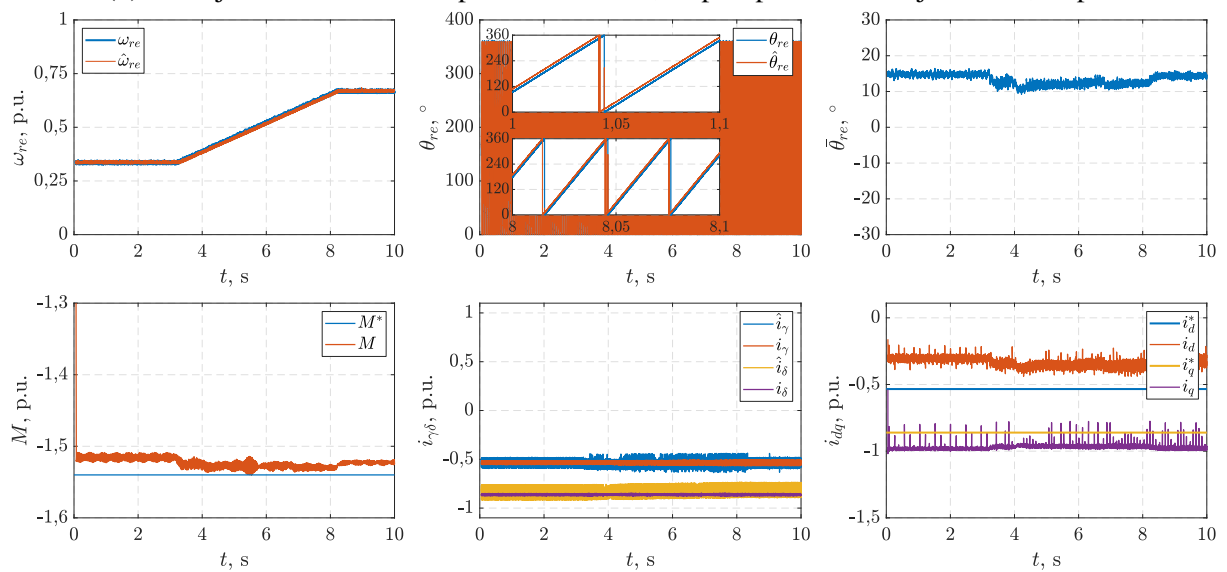 1
0,75
0,5
0,25
0
ω_re, p.u.
ω_re
ω̂_re
0 2 4 6 8 10
t, s
400
300
200
100
0
θ_re, °
θ_re
θ̂_re
360
240
120
0
1 1,05 1,1
360
240
120
0
8 8,05 8,1
0 2 4 6 8 10
t, s
30
20
10
0
-10
-20
-30
θ̄_re, °
0 2 4 6 8 10
t, s
-1,3
-1,4
-1,5
-1,6
M, p.u.
M*
M
0 2 4 6 8 10
t, s
1
0,5
0
-0,5
-1
i_γδ, p.u.
î_γ
i_γ
î_δ
i_δ
0 2 4 6 8 10
t, s
0
-0,5
-1
-1,5
i_dq, p.u.
i_d*
i_d
i_q*
i_q
0 2 4 6 8 10
t, s